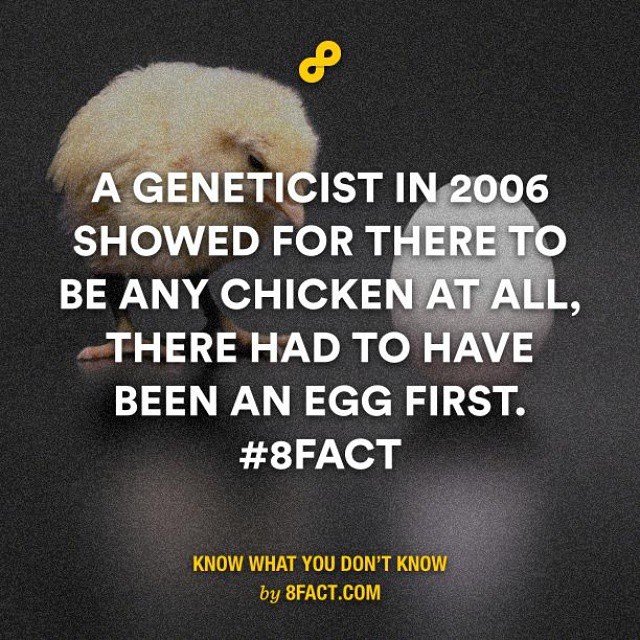 A GENETICIST IN 2006
SHOWED FOR THERE TO
BE ANY CHICKEN AT ALL,
THERE HAD TO HAVE
BEEN AN EGG FIRST.
#8FACT
KNOW WHAT YOU DON'T KNOW
by 8FACT.COM